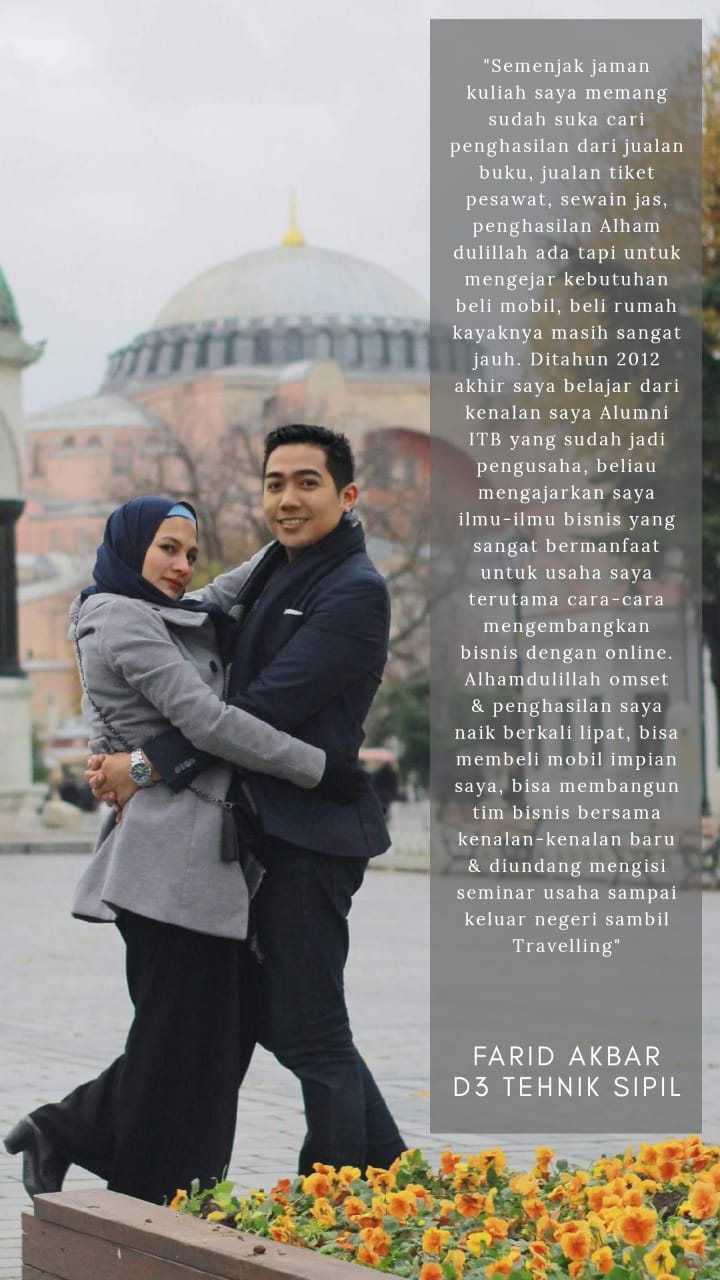 "Semenjak jaman
kuliah saya memang
sudah suka cari
penghasilan dari jualan
buku, jualan tiket
pesawat, sewain jas,
penghasilan Alham
dulillah ada tapi untuk
mengejar kebutuhan
beli mobil, beli rumah
kayaknya masih sangat
jauh. Ditahun 2012
akhir saya belajar dari
kenalan saya Alumni
ITB yang sudah jadi
pengusaha, beliau
mengajarkan saya
ilmu-ilmu bisnis yang
sangat bermanfaat
untuk usaha saya
terutama cara-cara
mengembangkan
bisnis dengan online.
Alhamdulillah omset
& penghasilan saya
naik berkali lipat, bisa
membeli mobil impian
saya, bisa membangun
tim bisnis bersama
kenalan-kenalan baru
& diundang mengisi
seminar usaha sampai
keluar negeri sambil
Travelling"
FARID AKBAR
D3 TEHNIK SIPIL